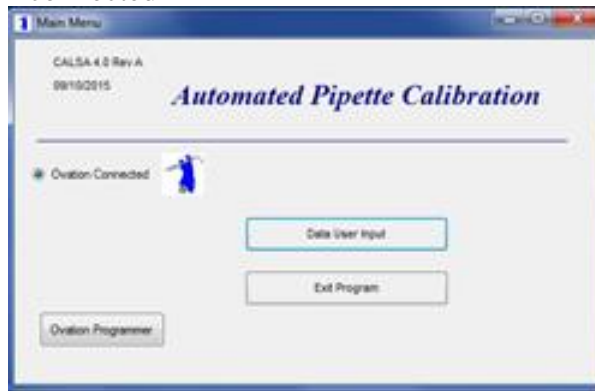 Main Menu
CALSA 4.0 Rev A
09/10/2015
Automated Pipette Calibration
Ovation Connected
Data User Input
Exit Program
Ovation Programmer